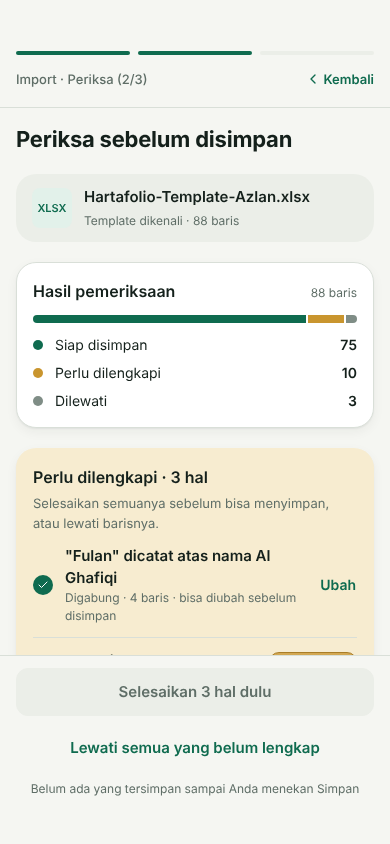 Import · Periksa (2/3)
Kembali
Periksa sebelum disimpan
XLSX
Hartafolio-Template-Azlan.xlsx
Template dikenali · 88 baris
Hasil pemeriksaan
88 baris
Siap disimpan
75
Perlu dilengkapi
10
Dilewati
3
Perlu dilengkapi · 3 hal
Selesaikan semuanya sebelum bisa menyimpan,
atau lewati barisnya.
"Fulan" dicatat atas nama Al
Ghafiqi
Ubah
Digabung · 4 baris · bisa diubah sebelum
disimpan
Selesaikan 3 hal dulu
Lewati semua yang belum lengkap
Belum ada yang tersimpan sampai Anda menekan Simpan